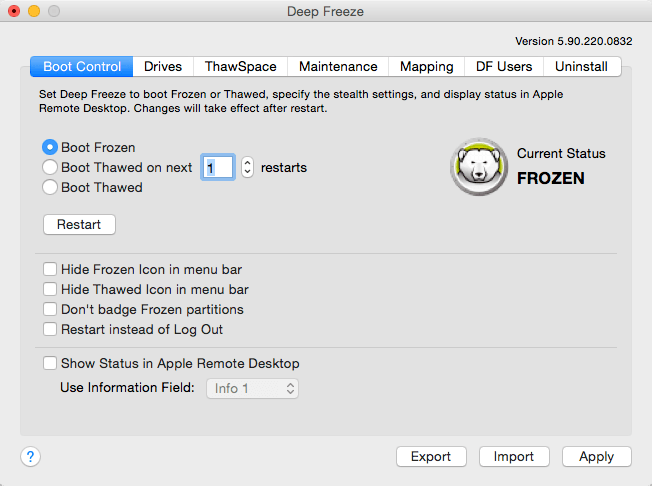 Deep Freeze
Version 5.90.220.0832
Boot Control Drives ThawSpace Maintenance Mapping DF Users Uninstall
Set Deep Freeze to boot Frozen or Thawed, specify the stealth settings, and display status in Apple
Remote Desktop. Changes will take effect after restart.
Boot Frozen
Boot Thawed on next 1 restarts
Boot Thawed
Current Status
FROZEN
Restart
Hide Frozen Icon in menu bar
Hide Thawed Icon in menu bar
Don't badge Frozen partitions
Restart instead of Log Out
Show Status in Apple Remote Desktop
Use Information Field: Info 1
? Export Import Apply